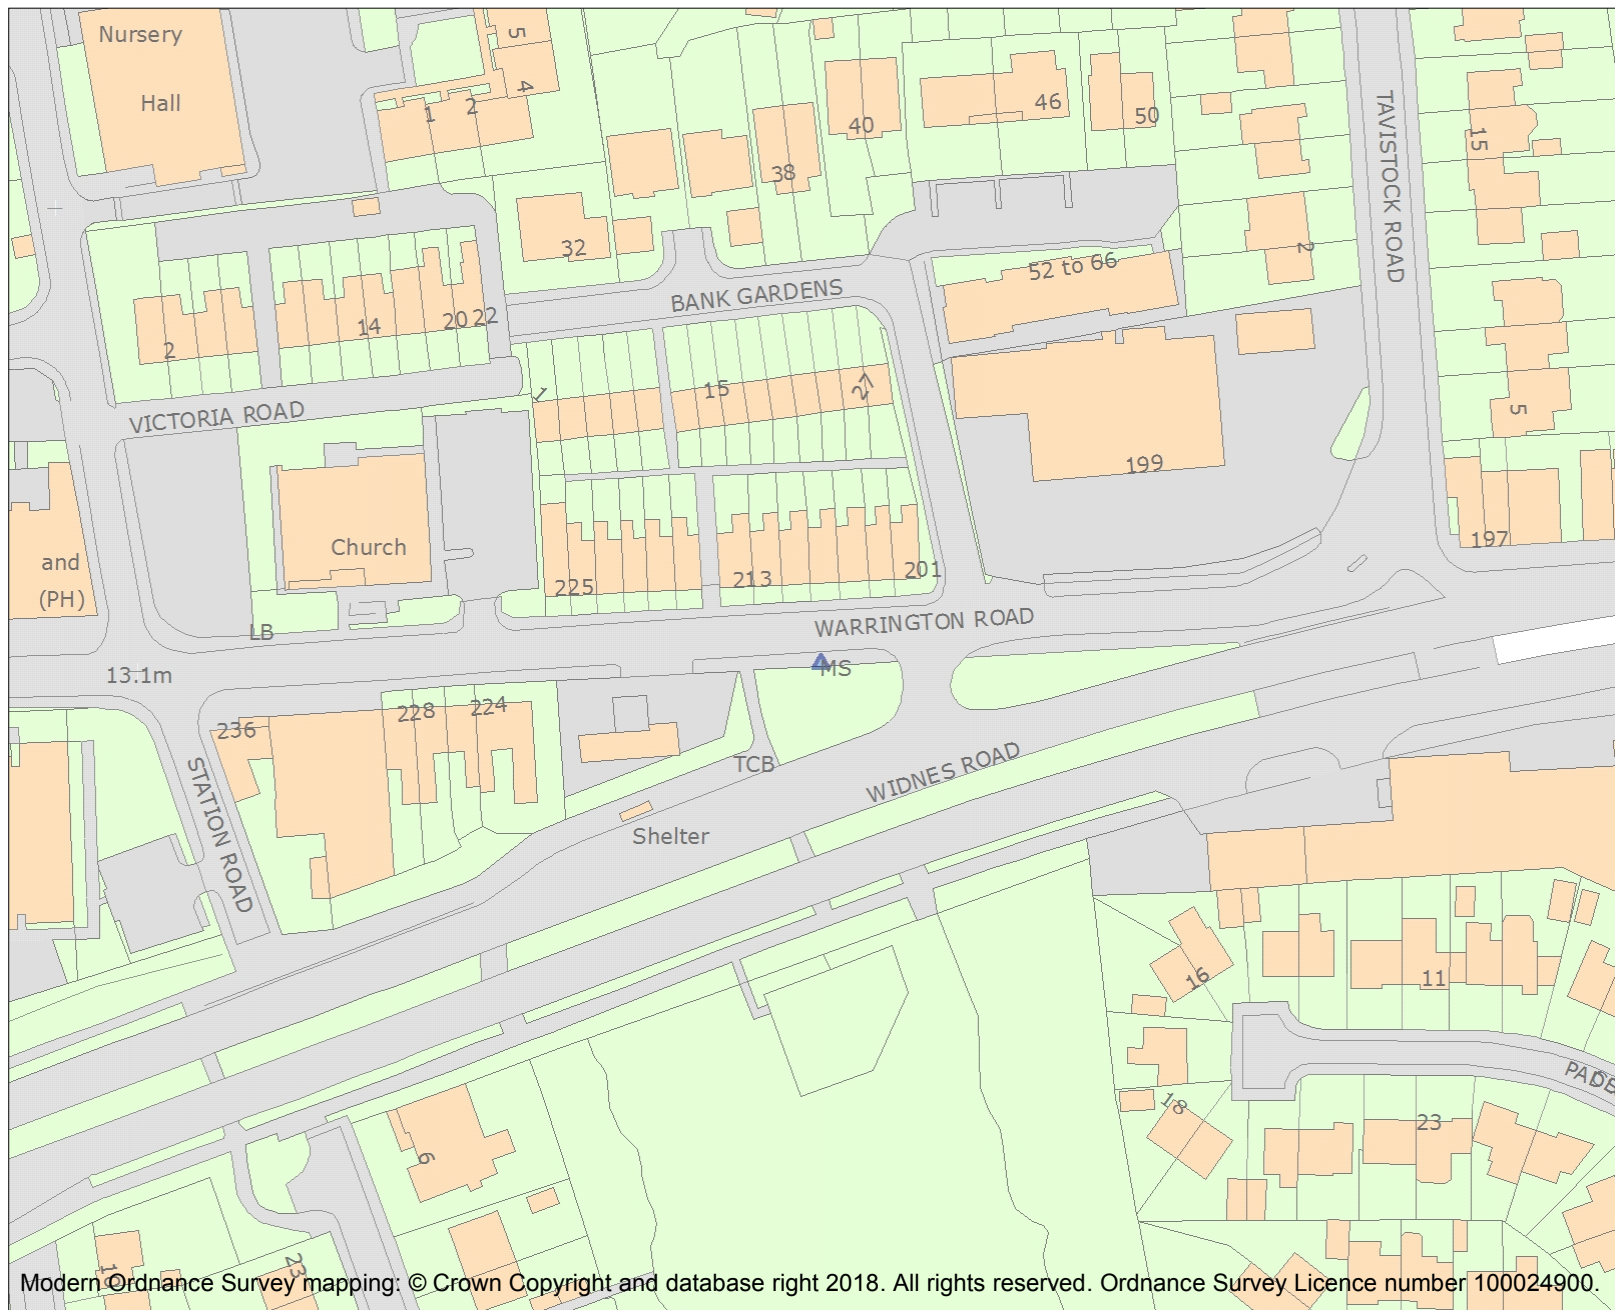 Nursery
Hall
5
4
1
2
46
50
40
38
32
TAVISTOCK ROAD
15
2
52 to 66
BANK GARDENS
14
20
22
2
1
15
27
5
VICTORIA ROAD
199
197
Church
and
(PH)
225
213
201
WARRINGTON ROAD
LB
MS
13.1m
236
228
224
STATION ROAD
TCB
WIDNES ROAD
Shelter
16
11
18
23
6
23
Modern Ordnance Survey mapping: © Crown Copyright and database right 2018. All rights reserved. Ordnance Survey Licence number 100024900.